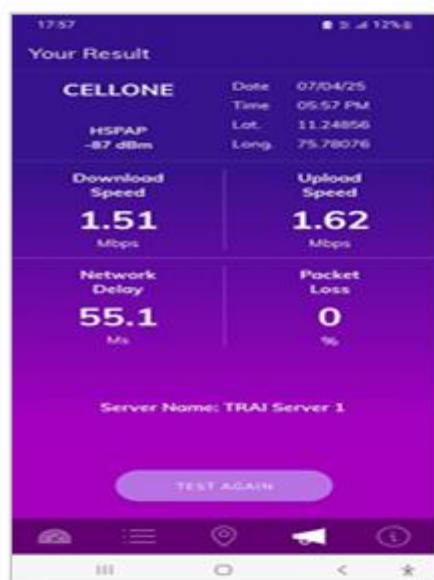 17:57 12%
Your Result
CELLONE
HSPAP
-87 dBm
Date 07/04/25
Time 05:57 PM
Lat. 11.24856
Long. 75.78076
Download
Speed
1.51
Mbps
Upload
Speed
1.62
Mbps
Network
Delay
55.1
Ms
Packet
Loss
0
%
Server Name: TRAI Server 1
TEST AGAIN